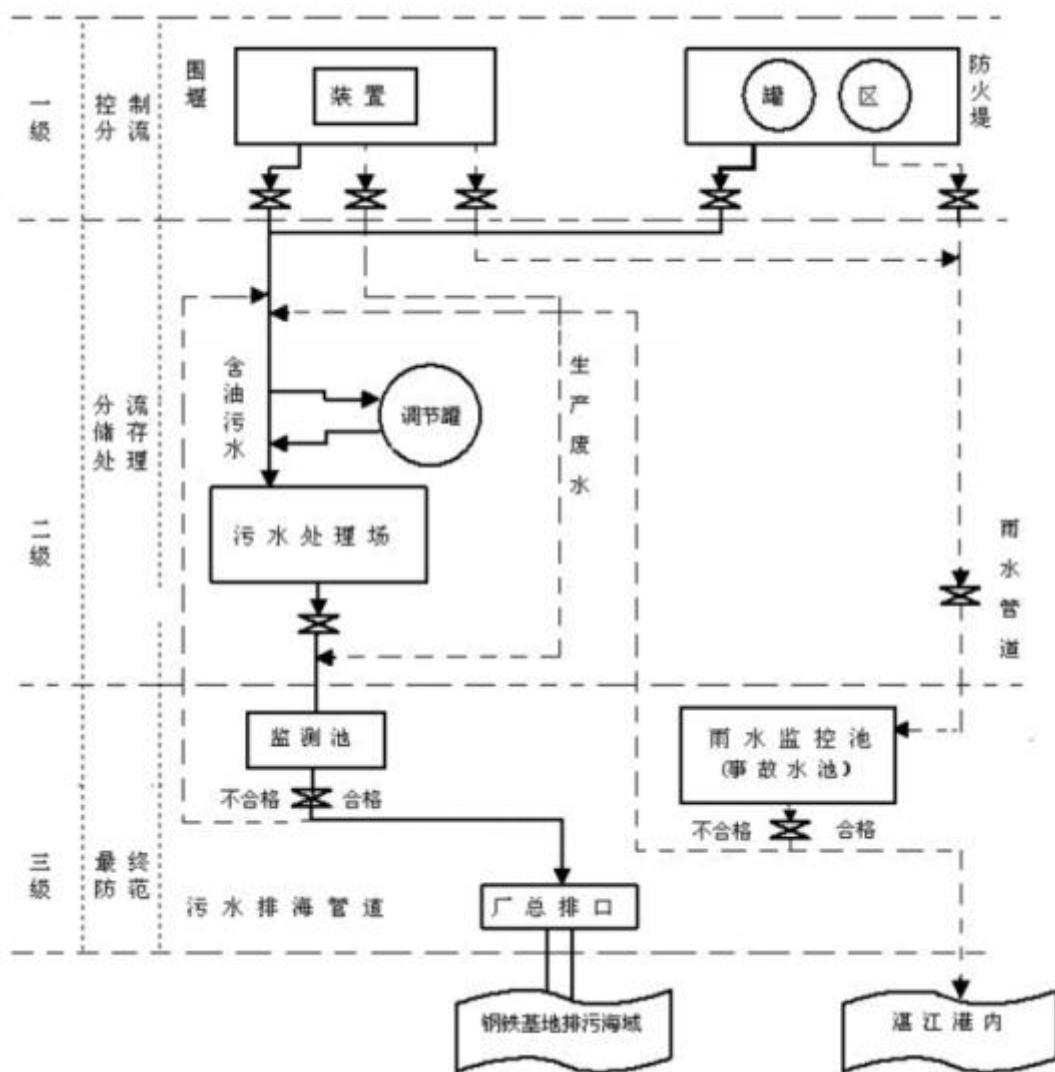 一级
控制
分流
围堰
装置
罐
区
防火堤
二级
分流
储存
处理
含油污水
调节罐
生产废水
污水处理场
雨水管道
三级
最终
防范
监测池
不合格
合格
雨水监控池
(事故水池)
不合格
合格
污水排海管道
厂总排口
钢铁基地排污海域
湛江港内